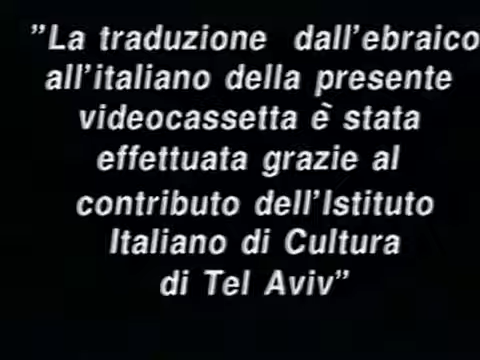 "La traduzione dall'ebraico
all'italiano della presente
videocassetta è stata
effettuata grazie al
contributo dell'Istituto
Italiano di Cultura
di Tel Aviv"